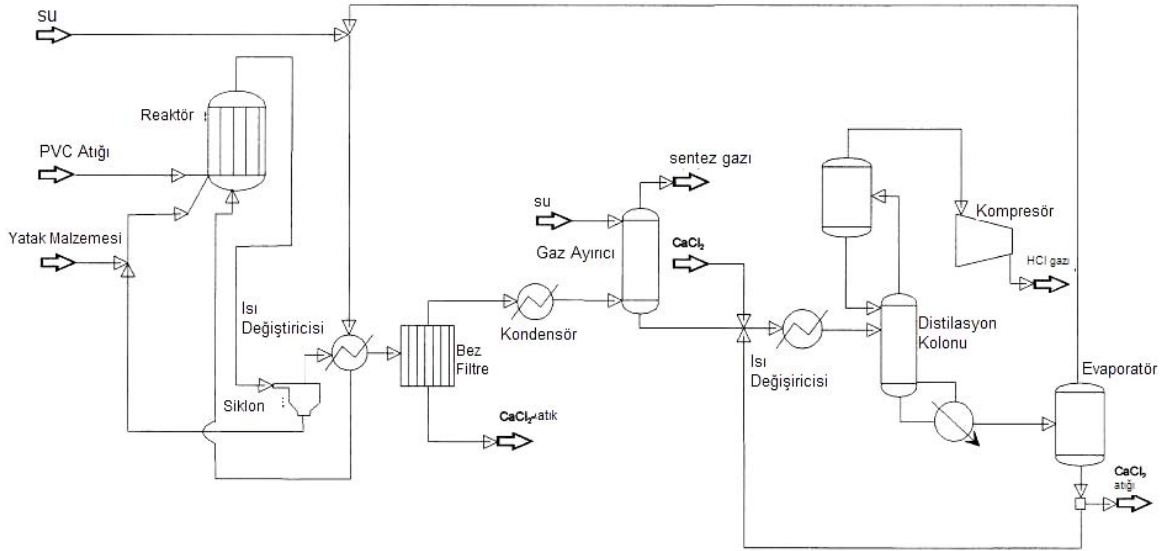 su
Reaktör
PVC Atığı
Yatak Malzemesi
Isı
Değiştiricisi
Siklon
Bez
Filtre
CaCl₂-atık
Kondensör
sentez gazı
su
Gaz Ayırıcı
CaCl₂
Isı
Değişiricisi
Kompresör
HCl gazı
Distilasyon
Kolonu
Evaporatör
CaCl₂
atığı